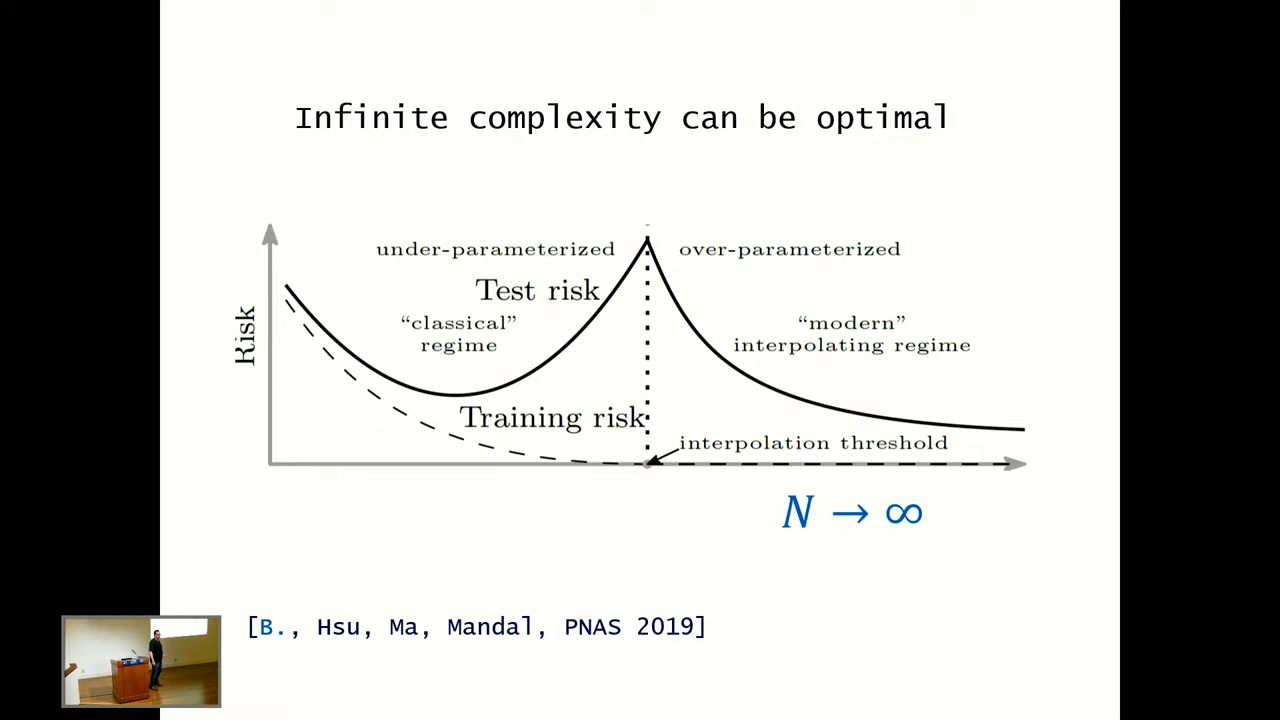 Infinite complexity can be optimal
under-parameterized
over-parameterized
Test risk
"classical"
regime
"modern"
interpolating regime
Risk
Training risk
interpolation threshold
N → ∞
[B., Hsu, Ma, Mandal, PNAS 2019]